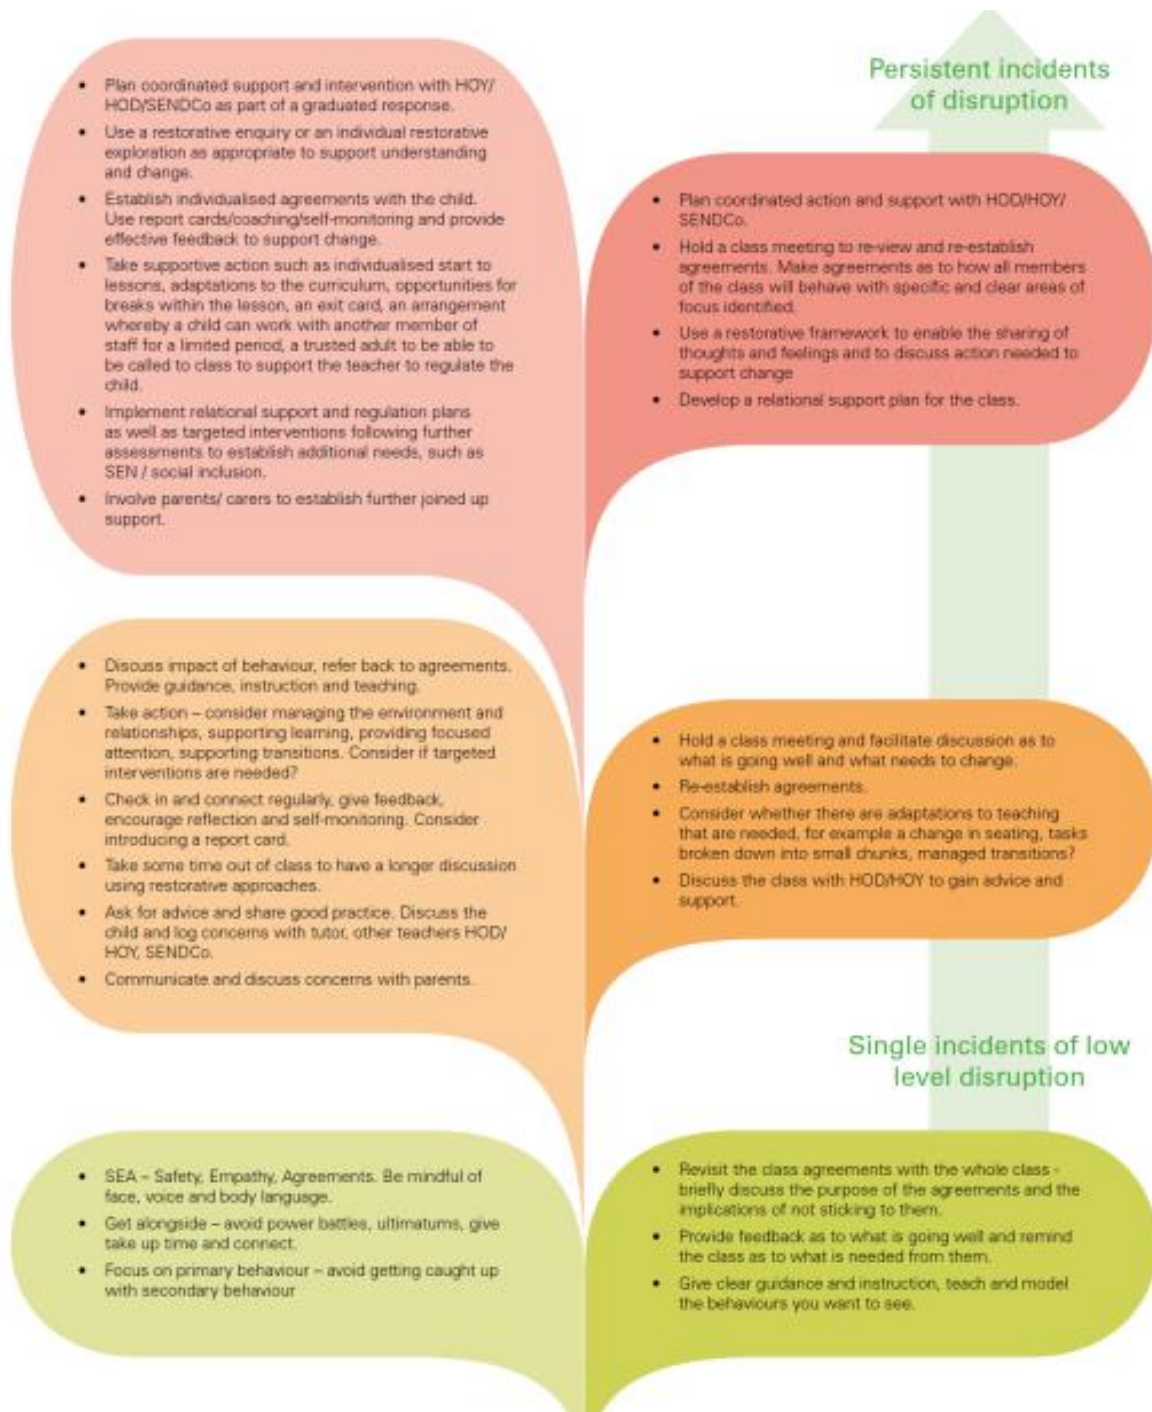 Persistent incidents
of disruption
• Plan coordinated support and intervention with HOY/
HOD/SENDCo as part of a graduated response.
• Use a restorative enquiry or an individual restorative
exploration as appropriate to support understanding
and change.
• Establish individualised agreements with the child.
Use report cards/coaching/self-monitoring and provide
effective feedback to support change.
• Take supportive action such as individualised start to
lessons, adaptations to the curriculum, opportunities for
breaks within the lesson, an exit card, an arrangement
whereby a child can work with another member of
staff for a limited period, a trusted adult to be able to
be called to class to support the teacher to regulate the
child.
• Implement relational support and regulation plans
as well as targeted interventions following further
assessments to establish additional needs, such as
SEN / social inclusion.
• Involve parents/ carers to establish further joined up
support.
• Plan coordinated action and support with HOD/HOY/
SENDCo.
• Hold a class meeting to re-view and re-establish
agreements. Make agreements as to how all members
of the class will behave with specific and clear areas of
focus identified.
• Use a restorative framework to enable the sharing of
thoughts and feelings and to discuss action needed to
support change
• Develop a relational support plan for the class.
• Discuss impact of behaviour, refer back to agreements.
Provide guidance, instruction and teaching.
• Take action – consider managing the environment and
relationships, supporting learning, providing focused
attention, supporting transitions. Consider if targeted
interventions are needed?
• Check in and connect regularly, give feedback,
encourage reflection and self-monitoring. Consider
introducing a report card.
• Take some time out of class to have a longer discussion
using restorative approaches.
• Ask for advice and share good practice. Discuss the
child and log concerns with tutor, other teachers HOD/
HOY, SENDCo.
• Communicate and discuss concerns with parents.
• Hold a class meeting and facilitate discussion as to
what is going well and what needs to change.
• Re-establish agreements.
• Consider whether there are adaptations to teaching
that are needed, for example a change in seating, tasks
broken down into small chunks, managed transitions?
• Discuss the class with HOD/HOY to gain advice and
support.
Single incidents of low
level disruption
• SEA – Safety, Empathy, Agreements. Be mindful of
face, voice and body language.
• Get alongside – avoid power battles, ultimatums, give
take up time and connect.
• Focus on primary behaviour – avoid getting caught up
with secondary behaviour
• Revisit the class agreements with the whole class -
briefly discuss the purpose of the agreements and the
implications of not sticking to them.
• Provide feedback as to what is going well and remind
the class as to what is needed from them.
• Give clear guidance and instruction, teach and model
the behaviours you want to see.